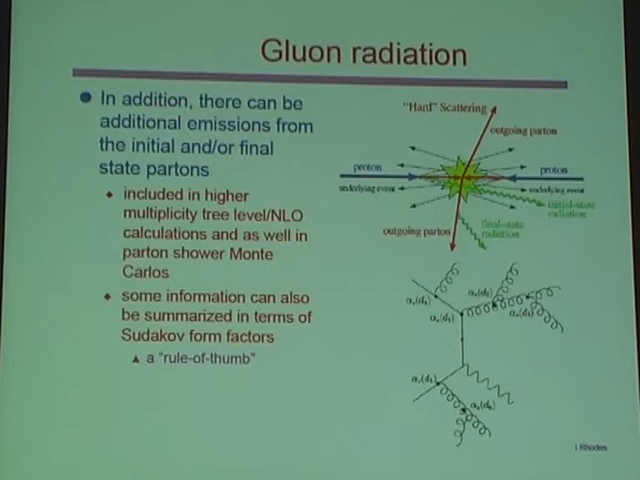 Gluon radiation
In addition, there can be
additional emissions from
the initial and/or final
state partons
included in higher
multiplicity tree level/NLO
calculations and as well in
parton shower Monte
Carlos
some information can also
be summarized in terms of
Sudakov form factors
a "rule-of-thumb"
"Hard" Scattering
outgoing parton
proton
proton
underlying event
underlying event
initial-state
radiation
outgoing parton
final-state
radiation